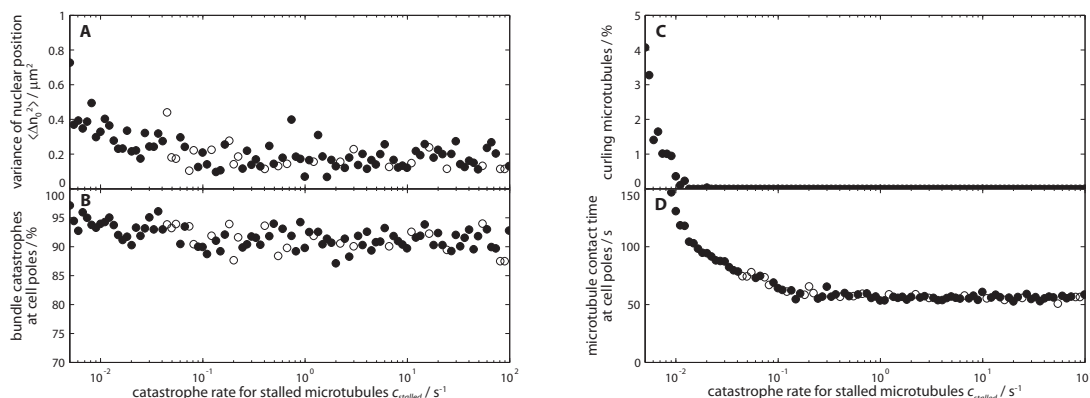 A
variance of nuclear position
<Δn₀²> / μm²
1
0.8
0.6
0.4
0.2
0
B
bundle catastrophes
at cell poles / %
100
95
90
85
80
75
70
10⁻² 10⁻¹ 10⁰ 10¹ 10²
catastrophe rate for stalled microtubules c_stalled / s⁻¹
C
curling microtubules / %
5
4
3
2
1
0
D
microtubule contact time
at cell poles / s
150
100
50
0
10⁻² 10⁻¹ 10⁰ 10¹ 10²
catastrophe rate for stalled microtubules c_stalled / s⁻¹